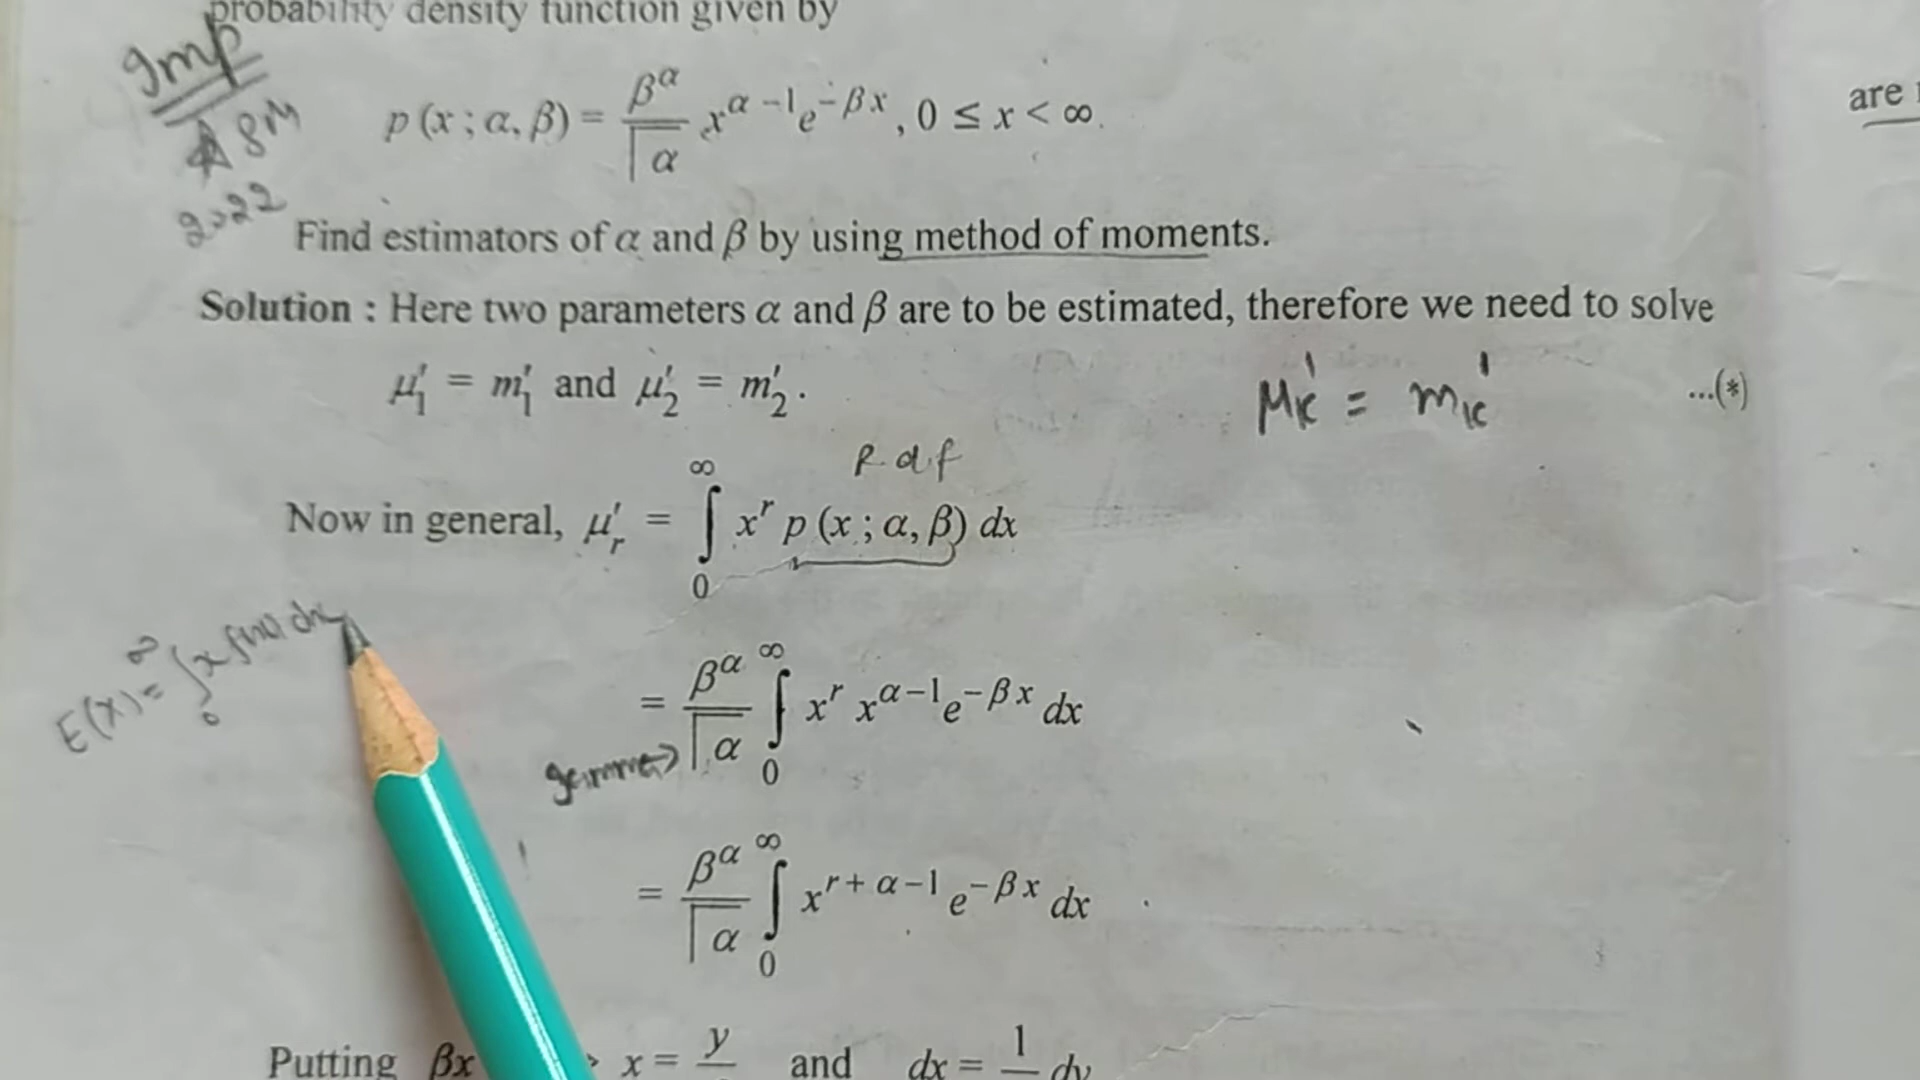 probability density function given by
Imp
8M
2022
p (x ; α, β) = β^α / Γα x^(α −1) e^(−βx) , 0 ≤ x < ∞.
Find estimators of α and β by using method of moments.
Solution : Here two parameters α and β are to be estimated, therefore we need to solve
μ′₁ = m′₁ and μ′₂ = m′₂ . μ′ₖ = m′ₖ ...(*)
P.d.f
Now in general, μ′ᵣ = ∫₀^∞ x^r p (x ; α, β) dx
E(X) = ∫₀^∞ x f(x) dx
= β^α / Γα ∫₀^∞ x^r x^(α−1) e^(−βx) dx
gamma→
= β^α / Γα ∫₀^∞ x^(r + α −1) e^(−βx) dx
Putting βx x = y and dx = 1 dy
are